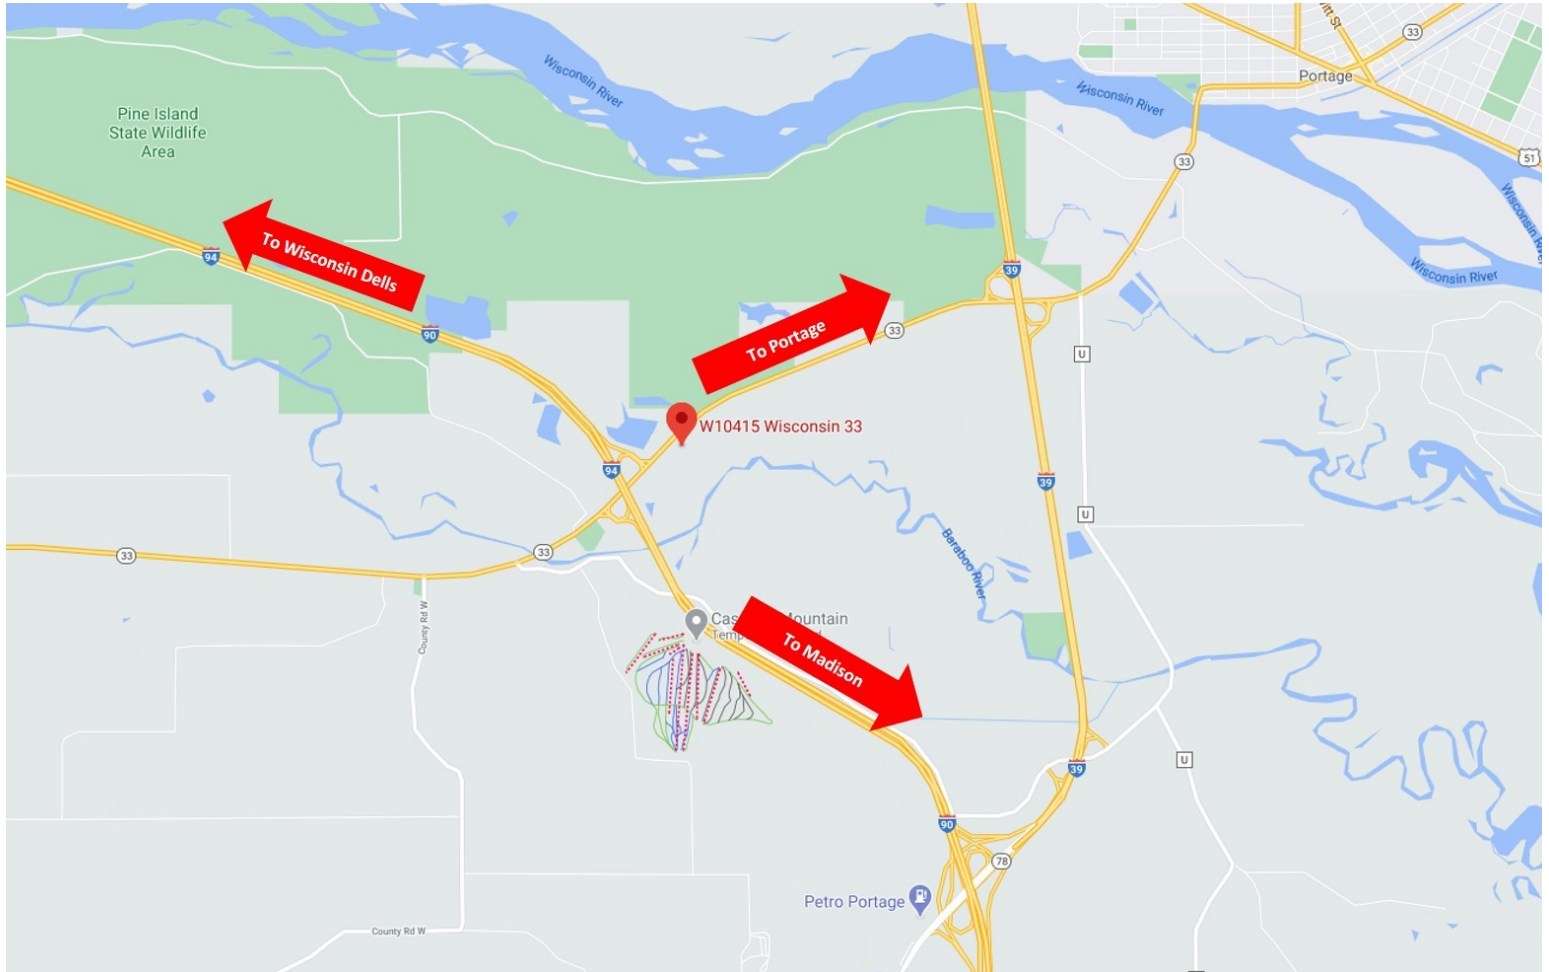 33
Portage
Wisconsin River
Wisconsin River
Pine Island
State Wildlife
Area
51
33
Wisconsin River
To Wisconsin Dells
94
39
Wisconsin River
To Portage
33
90
U
W10415 Wisconsin 33
94
39
U
33
33
Baraboo River
County Rd W
Mountain
To Madison
U
39
90
78
Petro Portage
County Rd W